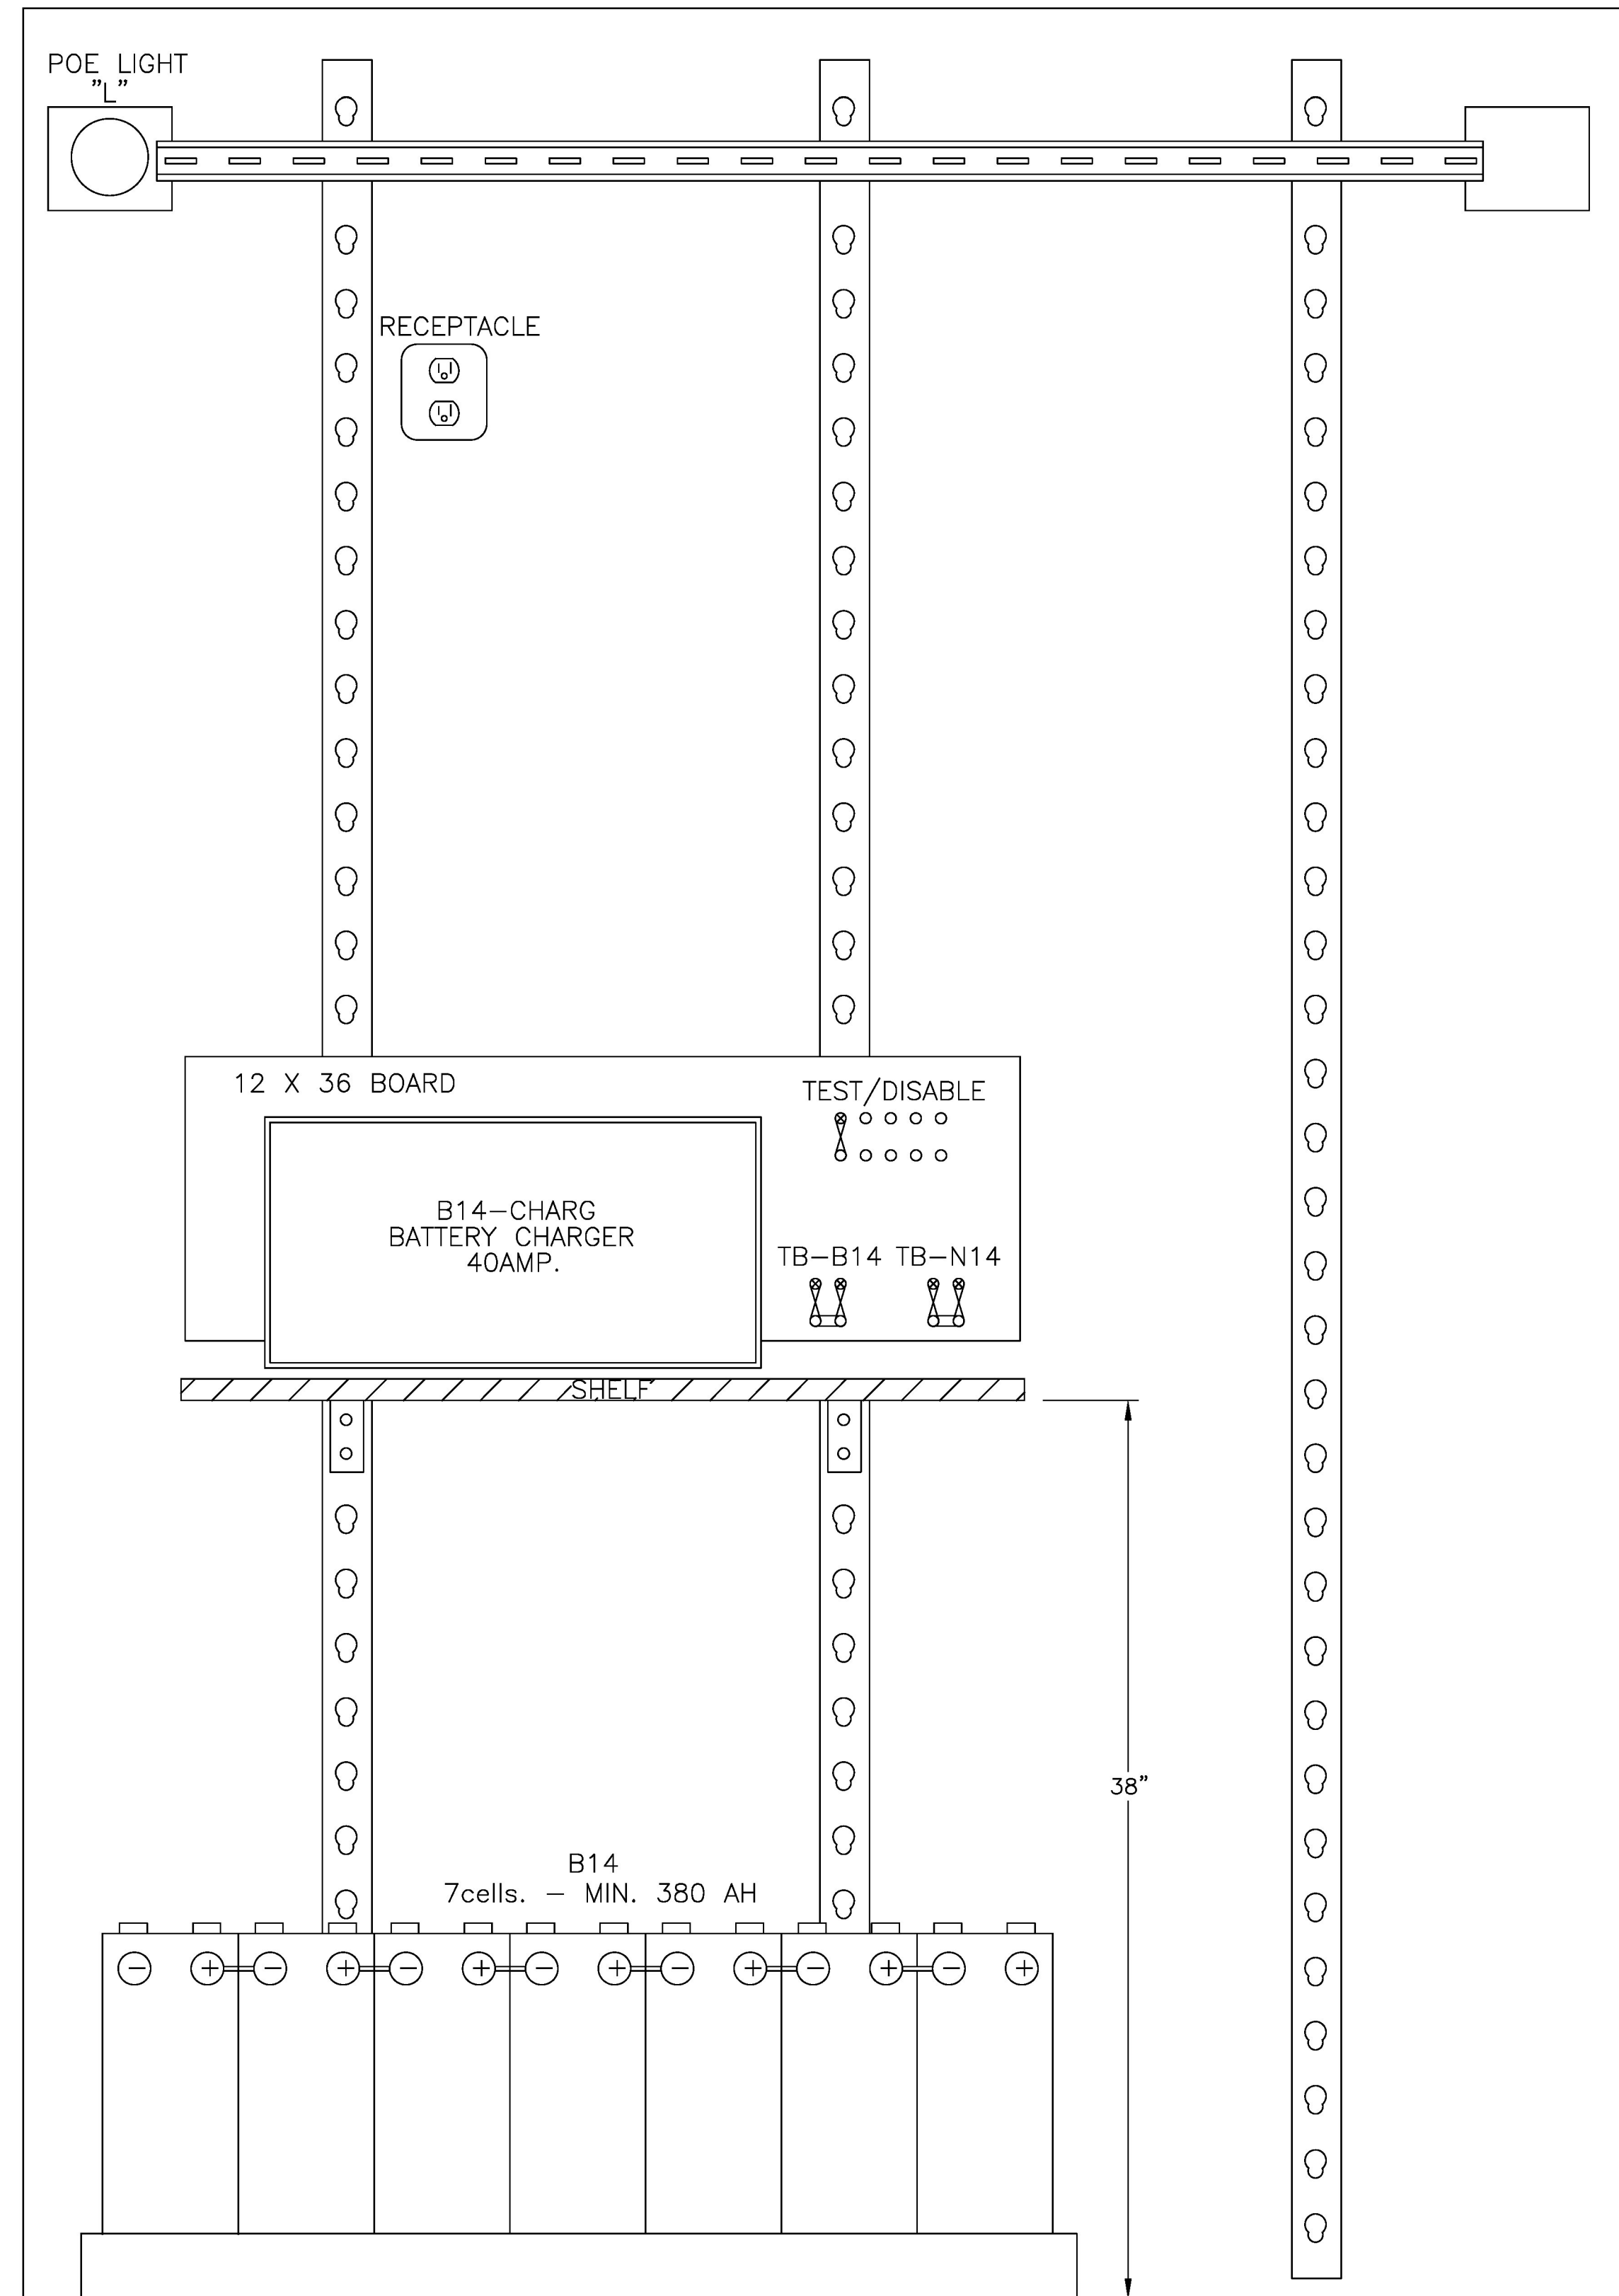 POE LIGHT
"L"
RECEPTACLE
12 X 36 BOARD
TEST/DISABLE
B14-CHARG
BATTERY CHARGER
40AMP.
TB-B14 TB-N14
SHELF
38"
B14
7cells. - MIN. 380 AH